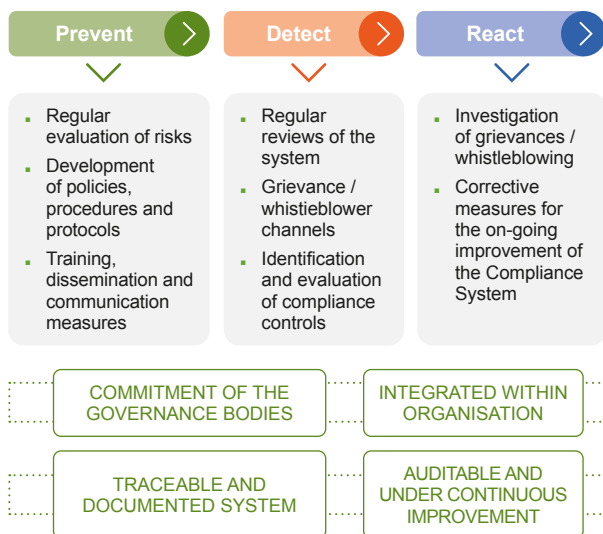 Prevent
Detect
React
Regular
evaluation of risks
Development
of policies,
procedures and
protocols
Training,
dissemination and
communication
measures
Regular
reviews of the
system
Grievance /
whistieblower
channels
Identification
and evaluation
of compliance
controls
Investigation
of grievances /
whistleblowing
Corrective
measures for
the on-going
improvement of
the Compliance
System
COMMITMENT OF THE
GOVERNANCE BODIES
INTEGRATED WITHIN
ORGANISATION
TRACEABLE AND
DOCUMENTED SYSTEM
AUDITABLE AND
UNDER CONTINUOUS
IMPROVEMENT